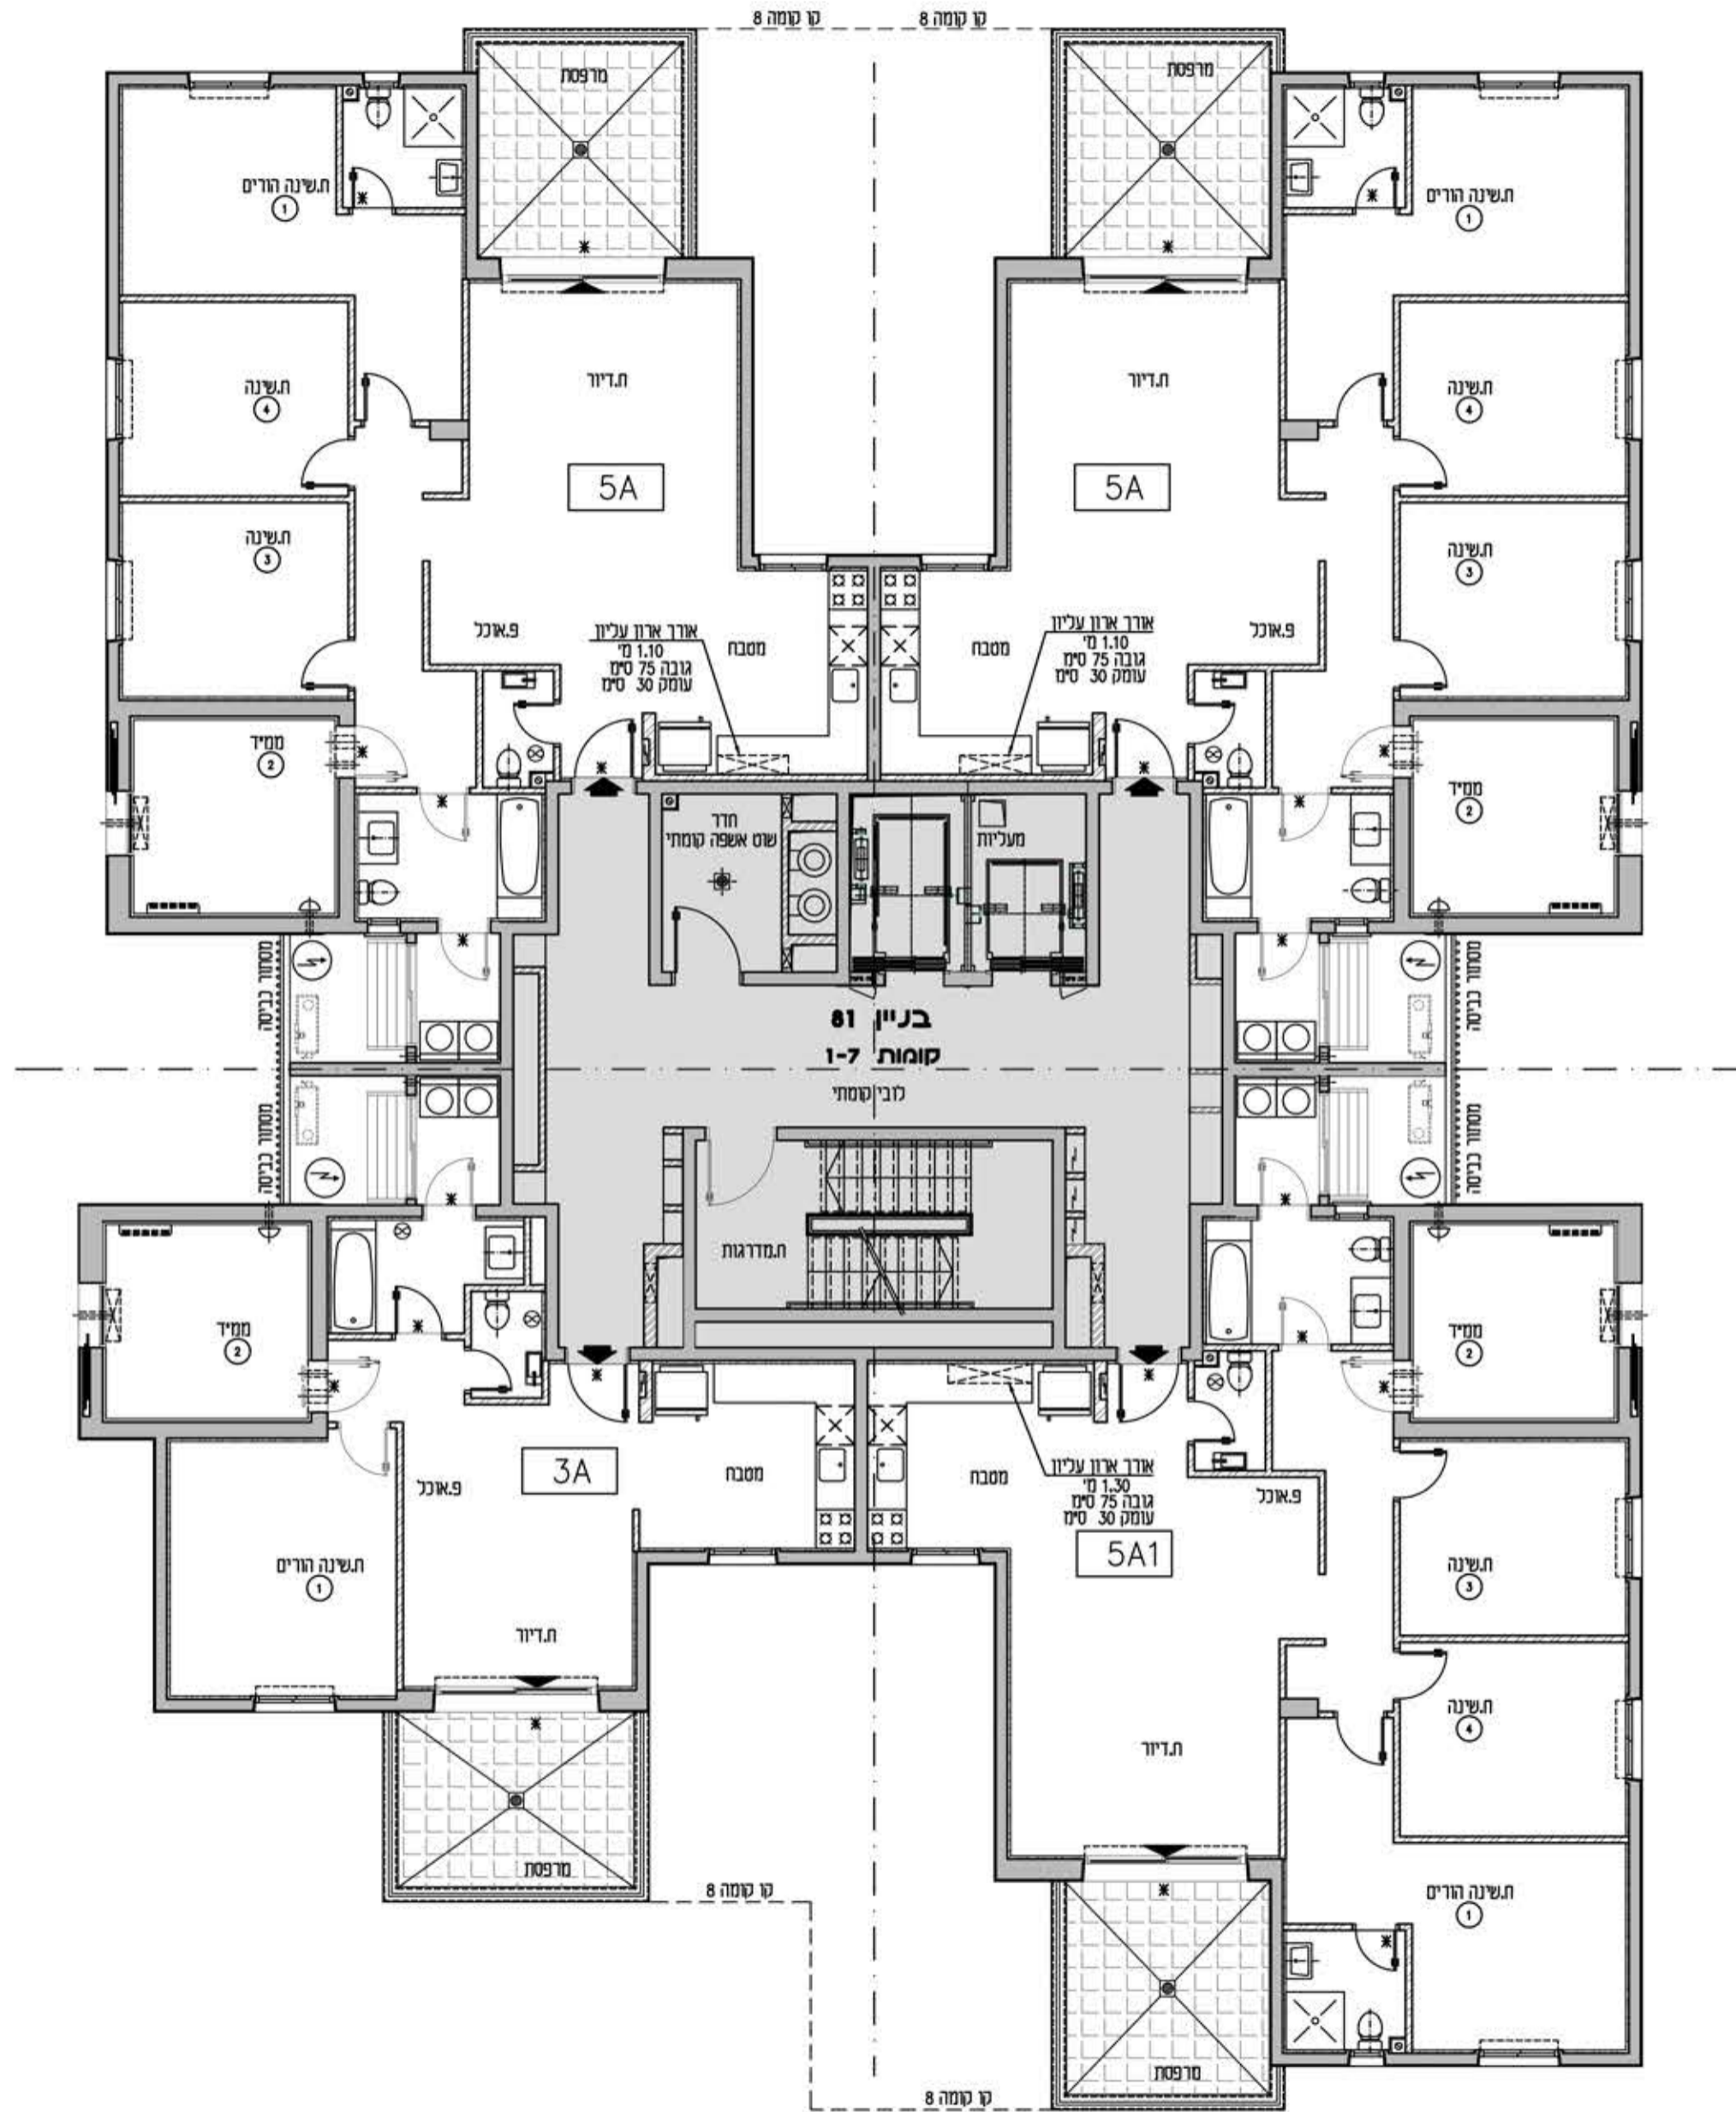 קו קומה 8
קו קומה 8
מרפסת
מרפסת
ח.שינה הורים
1
ח.שינה הורים
1
ח.דיור
ח.דיור
ח.שינה
4
ח.שינה
4
5A
5A
ח.שינה
3
ח.שינה
3
פ.אוכל
אורך ארון עליון
1.10 מ'
גובה 75 ס"מ
עומק 30 ס"מ
מטבח
מטבח
אורך ארון עליון
1.10 מ'
גובה 75 ס"מ
עומק 30 ס"מ
פ.אוכל
ממ"ד
2
ממ"ד
2
חדר
שוט אשפה קומתי
מעליות
מסתור כביסה
מסתור כביסה
בניין 81
קומות 1-7
לובי קומתי
מסתור כביסה
מסתור כביסה
ח.מדרגות
ממ"ד
2
ממ"ד
2
3A
פ.אוכל
מטבח
מטבח
אורך ארון עליון
1.30 מ'
גובה 75 ס"מ
עומק 30 ס"מ
פ.אוכל
5A1
ח.שינה הורים
1
ח.שינה
3
ח.דיור
ח.שינה
4
ח.דיור
מרפסת
קו קומה 8
ח.שינה הורים
1
מרפסת
קו קומה 8